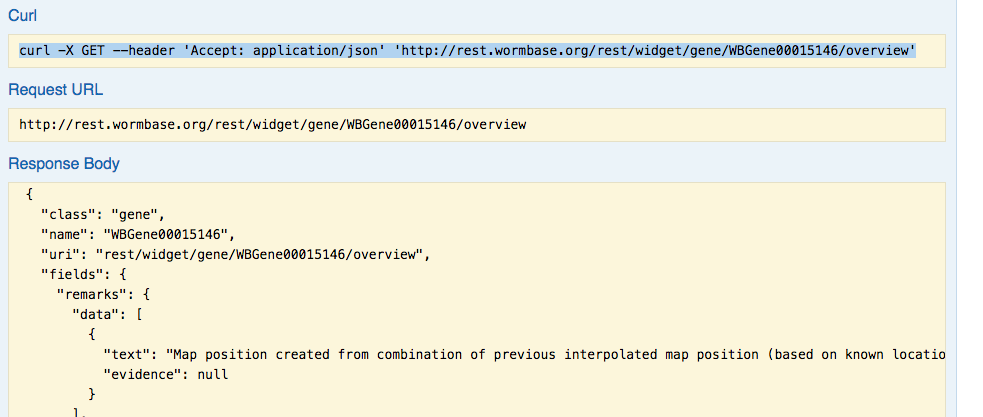 Curl
curl -X GET --header 'Accept: application/json' 'http://rest.wormbase.org/rest/widget/gene/WBGene00015146/overview'
Request URL
http://rest.wormbase.org/rest/widget/gene/WBGene00015146/overview
Response Body
{
"class": "gene",
"name": "WBGene00015146",
"uri": "rest/widget/gene/WBGene00015146/overview",
"fields": {
"remarks": {
"data": [
{
"text": "Map position created from combination of previous interpolated map position (based on known locatio
"evidence": null
}
],